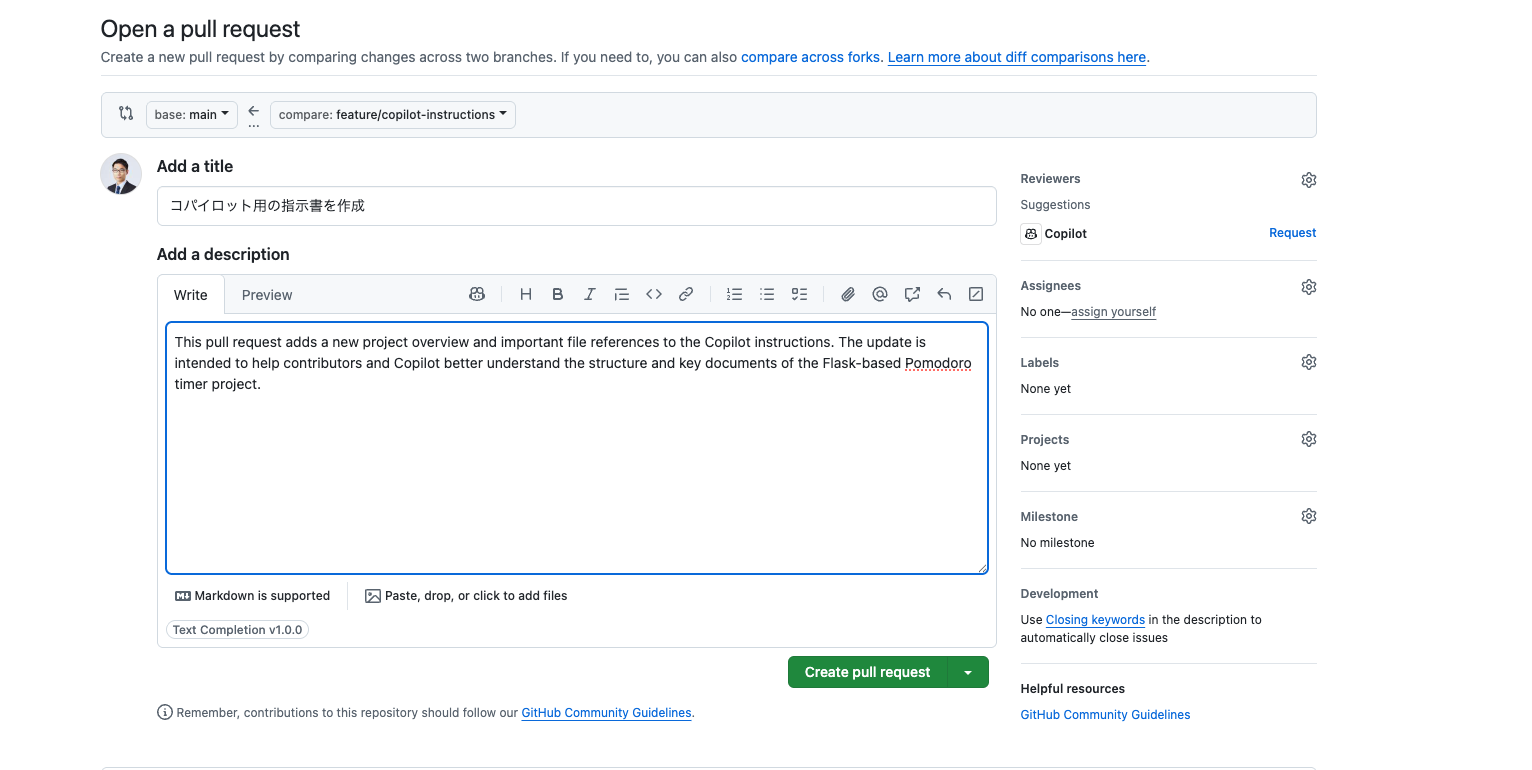 Open a pull request
Create a new pull request by comparing changes across two branches. If you need to, you can also compare across forks. Learn more about diff comparisons here.
base: main
...
compare: feature/copilot-instructions
Add a title
コパイロット用の指示書を作成
Add a description
Write
Preview
This pull request adds a new project overview and important file references to the Copilot instructions. The update is
intended to help contributors and Copilot better understand the structure and key documents of the Flask-based Pomodoro
timer project.
Markdown is supported
Paste, drop, or click to add files
Text Completion v1.0.0
Create pull request
Remember, contributions to this repository should follow our GitHub Community Guidelines.
Reviewers
Suggestions
Copilot
Request
Assignees
No one—assign yourself
Labels
None yet
Projects
None yet
Milestone
No milestone
Development
Use Closing keywords in the description to
automatically close issues
Helpful resources
GitHub Community Guidelines